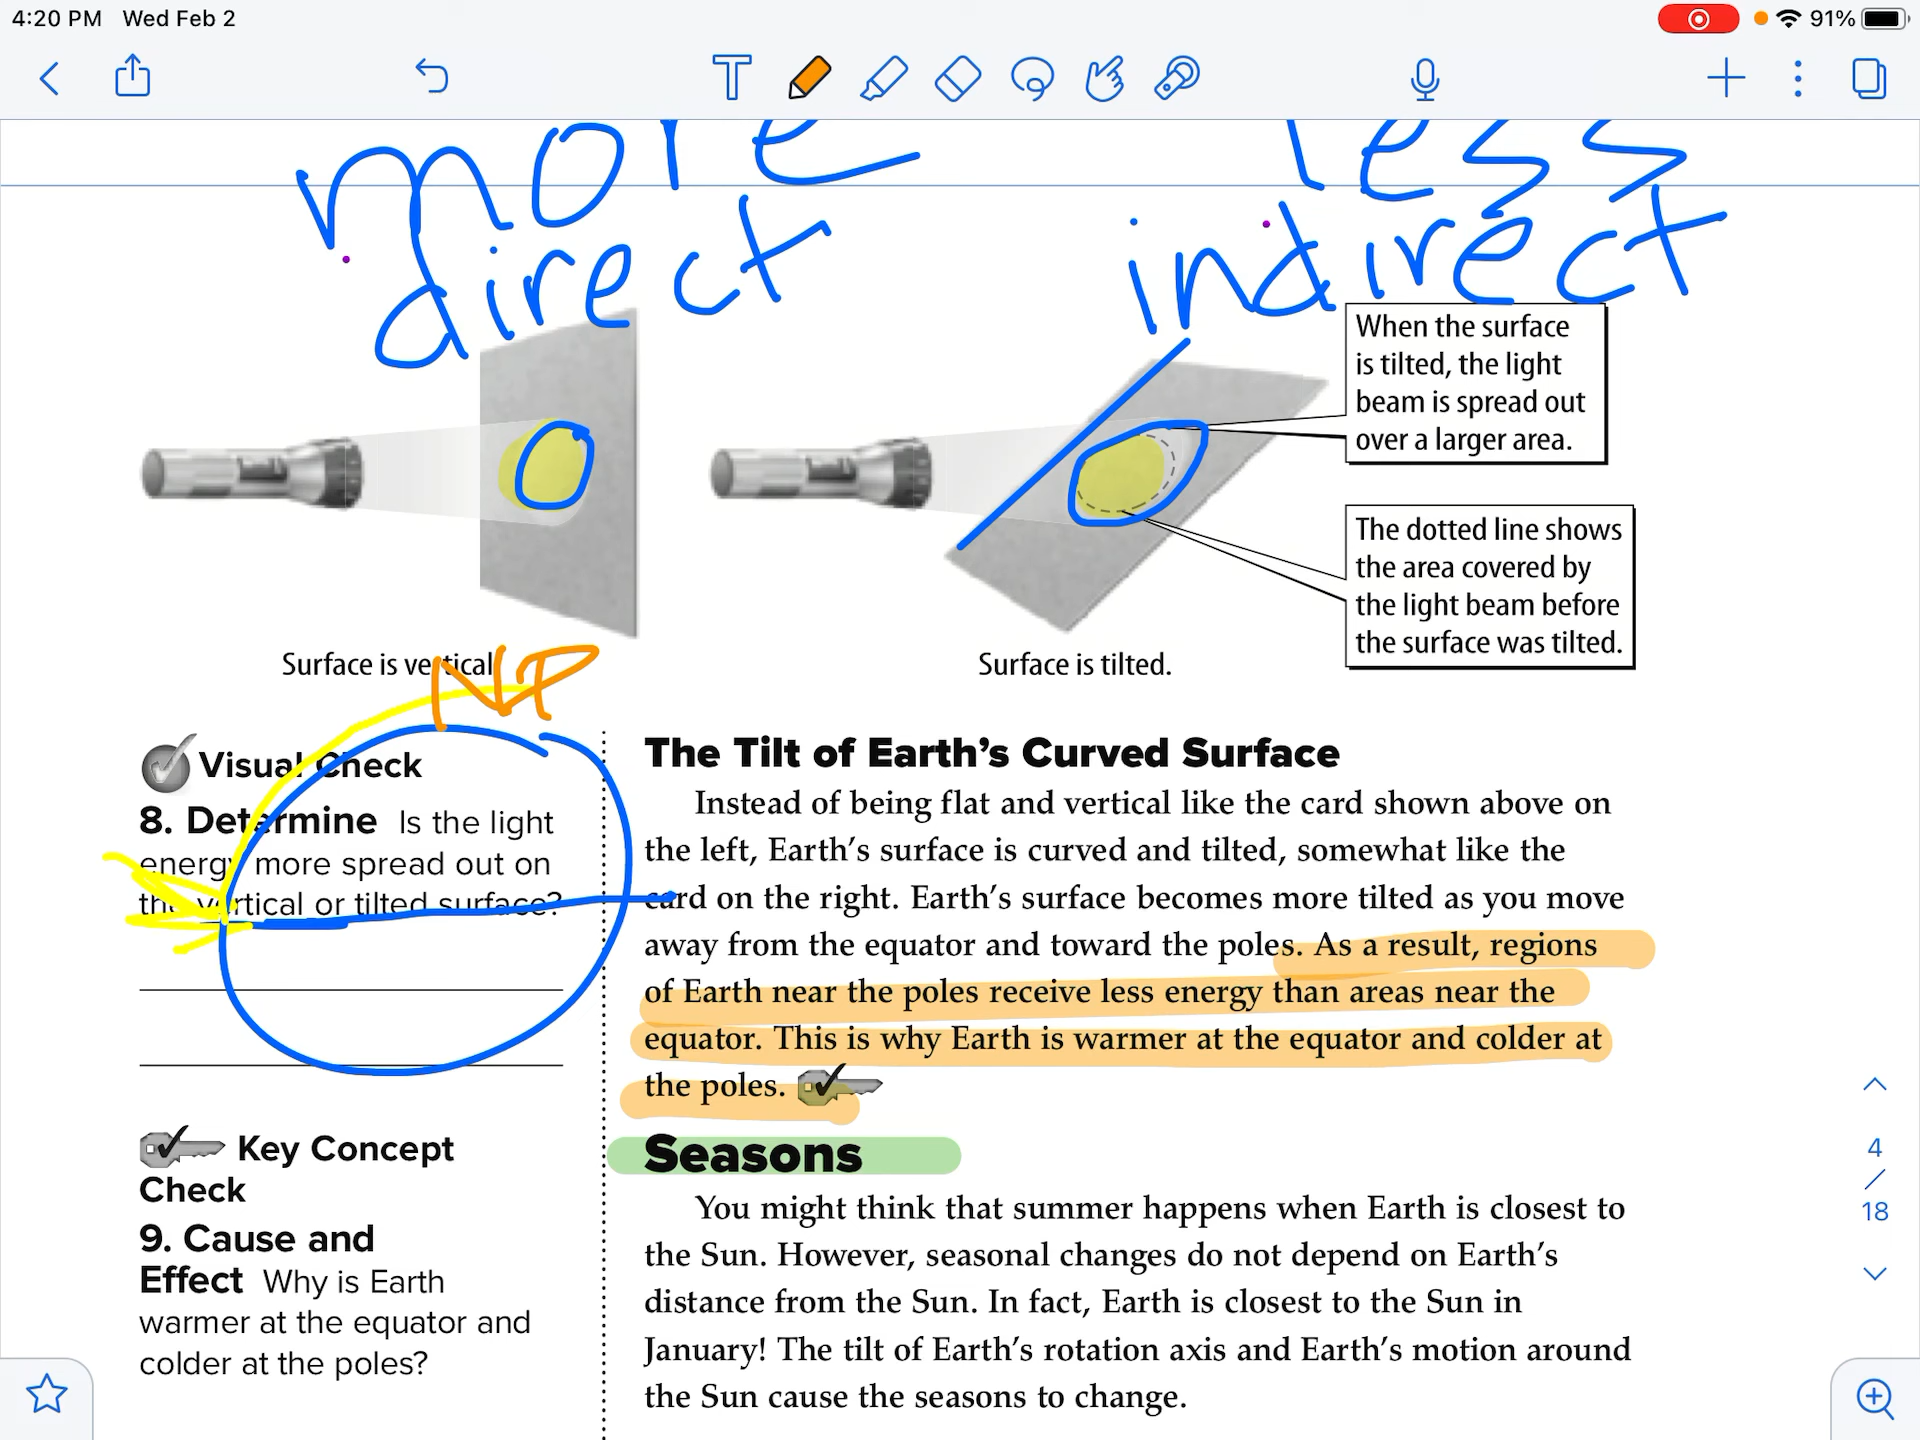 4:20 PM Wed Feb 2
91%
T
more
less
direct
indirect
When the surface
is tilted, the light
beam is spread out
over a larger area.
The dotted line shows
the area covered by
the light beam before
the surface was tilted.
Surface is vertical
Surface is tilted.
NP
Visual Check
8. Determine Is the light
energy more spread out on
the vertical or tilted surface?
Key Concept
Check
9. Cause and
Effect Why is Earth
warmer at the equator and
colder at the poles?
The Tilt of Earth's Curved Surface
Instead of being flat and vertical like the card shown above on
the left, Earth's surface is curved and tilted, somewhat like the
card on the right. Earth's surface becomes more tilted as you move
away from the equator and toward the poles. As a result, regions
of Earth near the poles receive less energy than areas near the
equator. This is why Earth is warmer at the equator and colder at
the poles.
Seasons
You might think that summer happens when Earth is closest to
the Sun. However, seasonal changes do not depend on Earth's
distance from the Sun. In fact, Earth is closest to the Sun in
January! The tilt of Earth's rotation axis and Earth's motion around
the Sun cause the seasons to change.
4
/
18